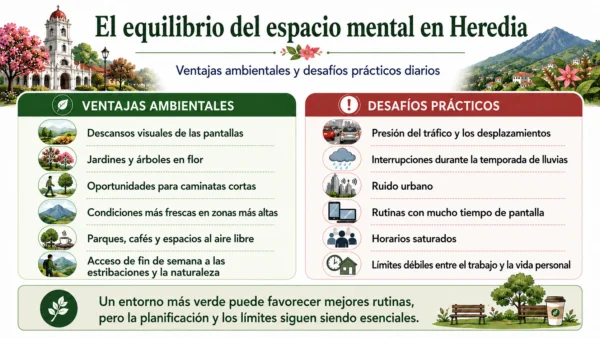 El equilibrio del espacio mental en Heredia
Ventajas ambientales y desafíos prácticos diarios
VENTAJAS AMBIENTALES
Descansos visuales de las pantallas
Jardines y árboles en flor
Oportunidades para caminatas cortas
Condiciones más frescas en zonas más altas
Parques, cafés y espacios al aire libre
Acceso de fin de semana a las
estribaciones y la naturaleza
DESAFÍOS PRÁCTICOS
Presión del tráfico y los desplazamientos
Interrupciones durante la temporada de lluvias
Ruido urbano
Rutinas con mucho tiempo de pantalla
Horarios saturados
Límites débiles entre el trabajo y la vida personal
Un entorno más verde puede favorecer mejores rutinas,
pero la planificación y los límites siguen siendo esenciales.